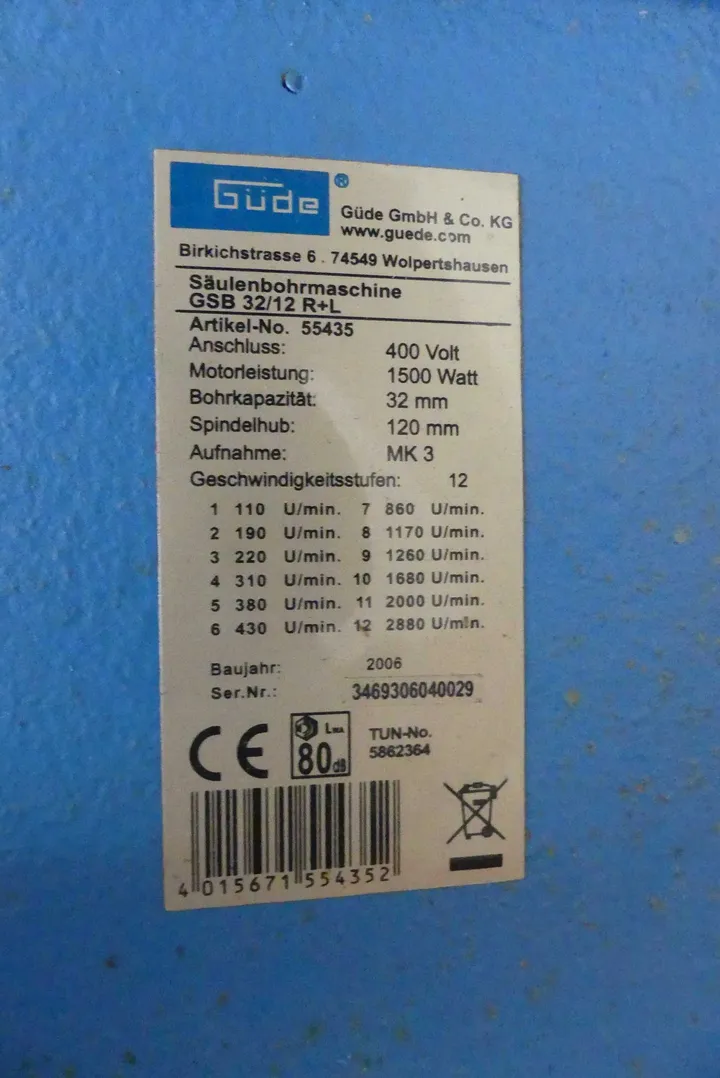 Güde ®
Güde GmbH & Co. KG
www.guede.com
Birkichstrasse 6 . 74549 Wolpertshausen
Säulenbohrmaschine
GSB 32/12 R+L
Artikel-No. 55435
Anschluss: 400 Volt
Motorleistung: 1500 Watt
Bohrkapazität: 32 mm
Spindelhub: 120 mm
Aufnahme: MK 3
Geschwindigkeitsstufen: 12
1 110 U/min. 7 860 U/min.
2 190 U/min. 8 1170 U/min.
3 220 U/min. 9 1260 U/min.
4 310 U/min. 10 1680 U/min.
5 380 U/min. 11 2000 U/min.
6 430 U/min. 12 2880 U/min.
Baujahr: 2006
Ser.Nr.: 3469306040029
CE
LWA
80dB
TUN-No.
5862364
4 015671 554352